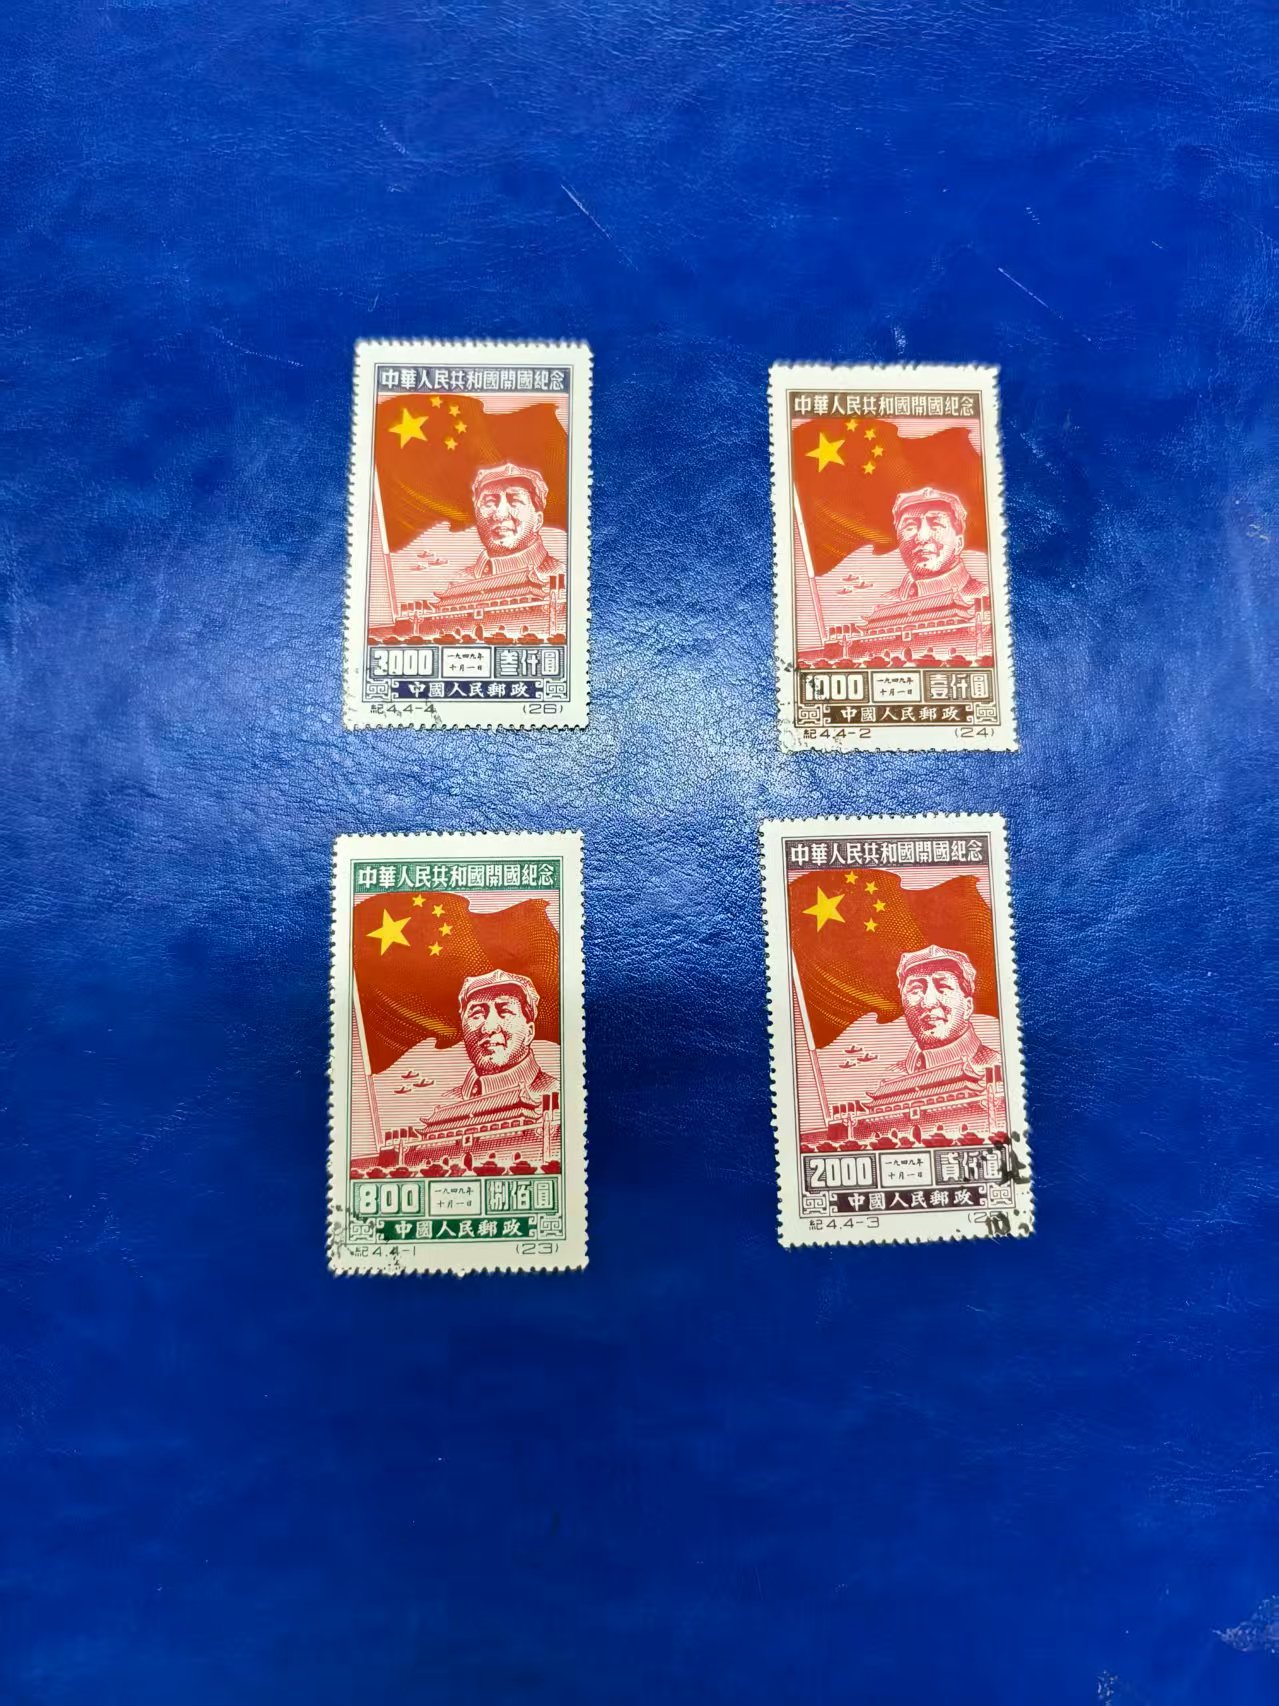 中華人民共和國開國紀念
3000 一九四九年 叁仟圓
十月一日
中國人民郵政
紀4.4-4 (26)
中華人民共和國開國紀念
1000 一九四九年 壹仟圓
十月一日
中國人民郵政
紀4.4-2 (24)
中華人民共和國開國紀念
800 一九四九年 捌佰圓
十月一日
中國人民郵政
紀4.4-1 (23)
中華人民共和國開國紀念
2000 一九四九年 貳仟圓
十月一日
中國人民郵政
紀4.4-3 (2